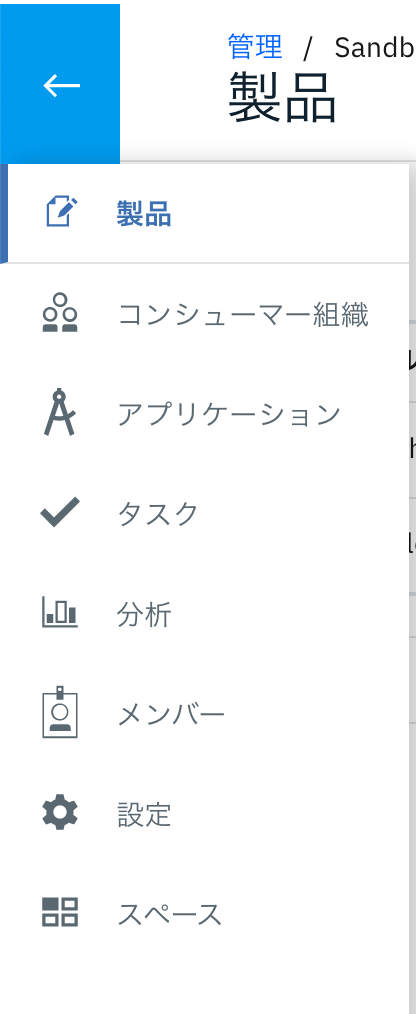 管理 / Sandb
製品
製品
コンシューマー組織
アプリケーション
タスク
分析
メンバー
設定
スペース